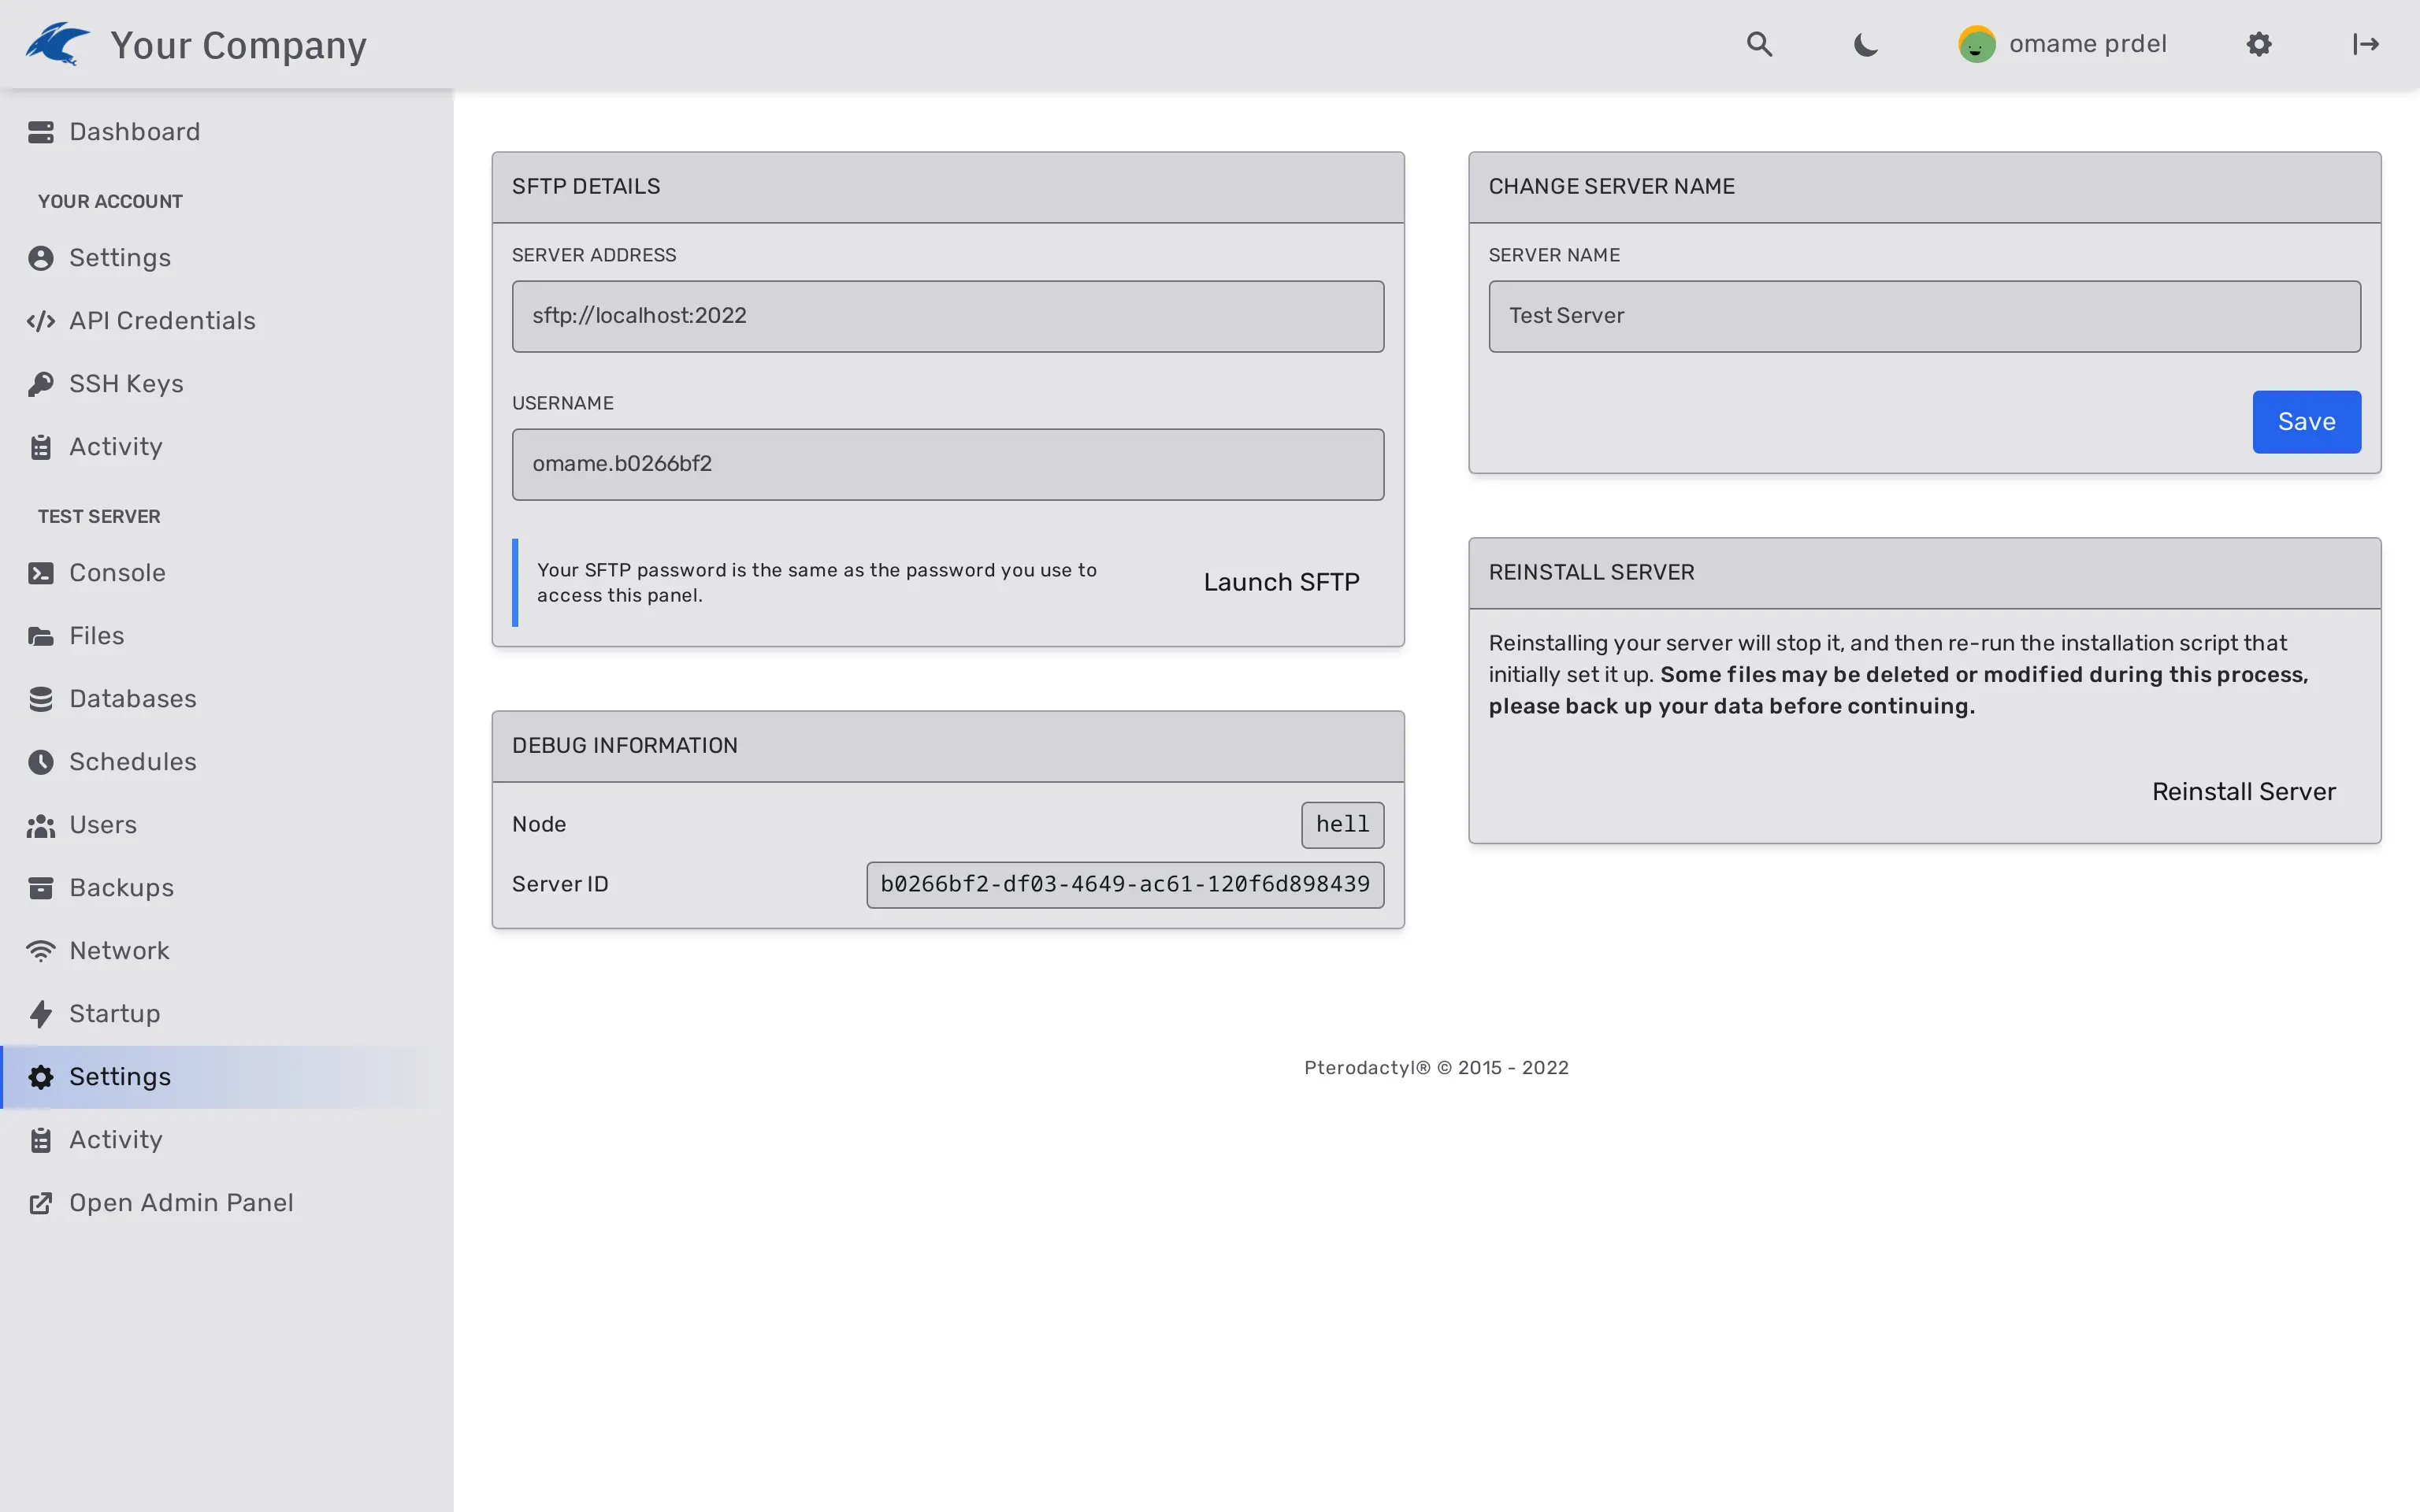 Your Company
omame prdel
Dashboard
YOUR ACCOUNT
Settings
API Credentials
SSH Keys
Activity
TEST SERVER
Console
Files
Databases
Schedules
Users
Backups
Network
Startup
Settings
Activity
Open Admin Panel
SFTP DETAILS
SERVER ADDRESS
sftp://localhost:2022
USERNAME
omame.b0266bf2
Your SFTP password is the same as the password you use to
access this panel.
Launch SFTP
DEBUG INFORMATION
Node
hell
Server ID
b0266bf2-df03-4649-ac61-120f6d898439
CHANGE SERVER NAME
SERVER NAME
Test Server
Save
REINSTALL SERVER
Reinstalling your server will stop it, and then re-run the installation script that
initially set it up. Some files may be deleted or modified during this process,
please back up your data before continuing.
Reinstall Server
Pterodactyl® © 2015 - 2022